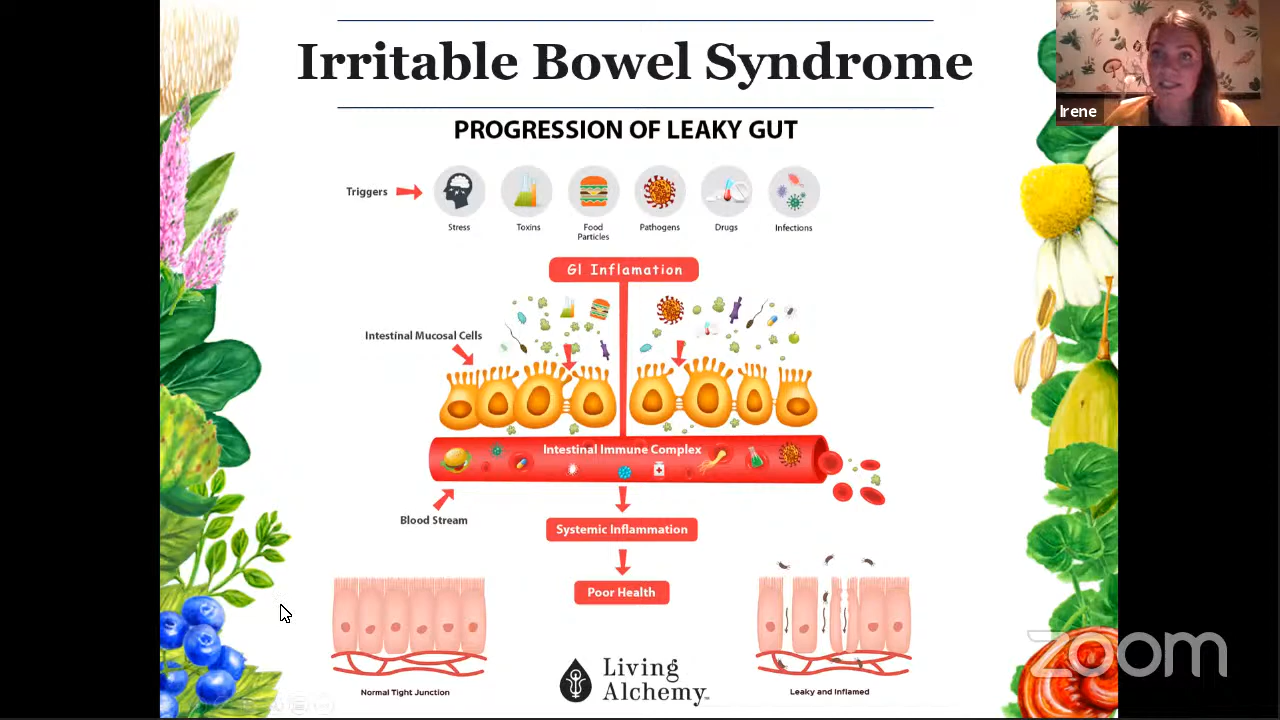 Irritable Bowel Syndrome
Irene
PROGRESSION OF LEAKY GUT
Triggers
Stress
Toxins
Food
Particles
Pathogens
Drugs
Infections
GI Inflamation
Intestinal Mucosal Cells
Intestinal Immune Complex
Blood Stream
Systemic Inflammation
Poor Health
Normal Tight Junction
Living
Alchemy™
Leaky and Inflamed
zoom